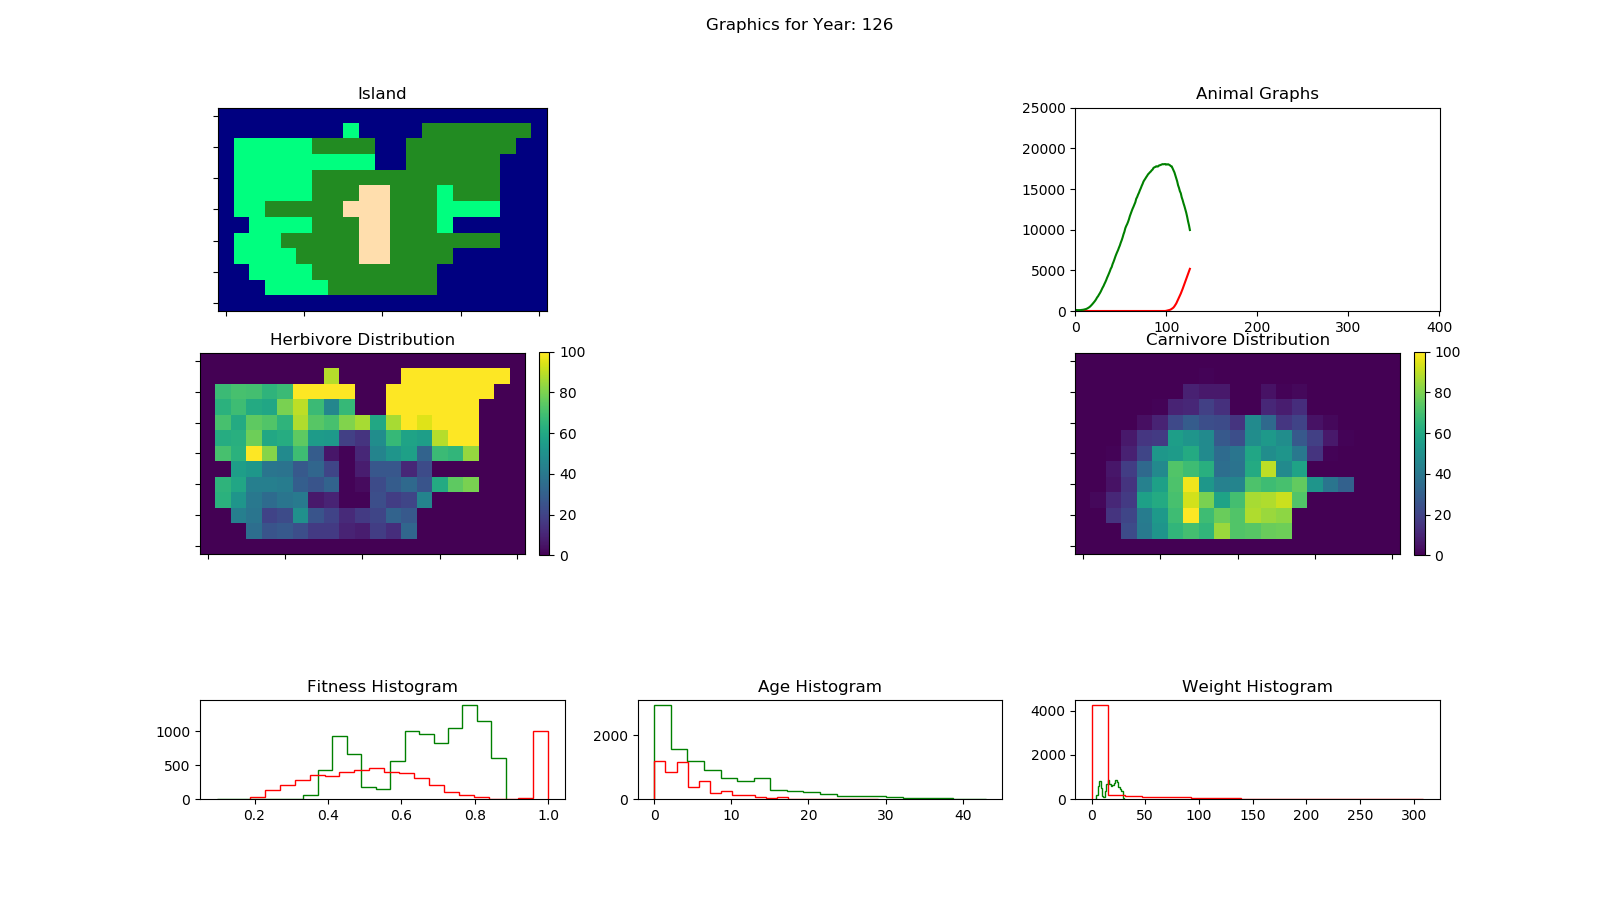 Graphics for Year: 126
Island
Animal Graphs
25000
20000
15000
10000
5000
0
0 100 200 300 400
Herbivore Distribution
100
80
60
40
20
0
Carnivore Distribution
100
80
60
40
20
0
Fitness Histogram
1000
500
0
0.2 0.4 0.6 0.8 1.0
Age Histogram
2000
0
0 10 20 30 40
Weight Histogram
4000
2000
0
0 50 100 150 200 250 300